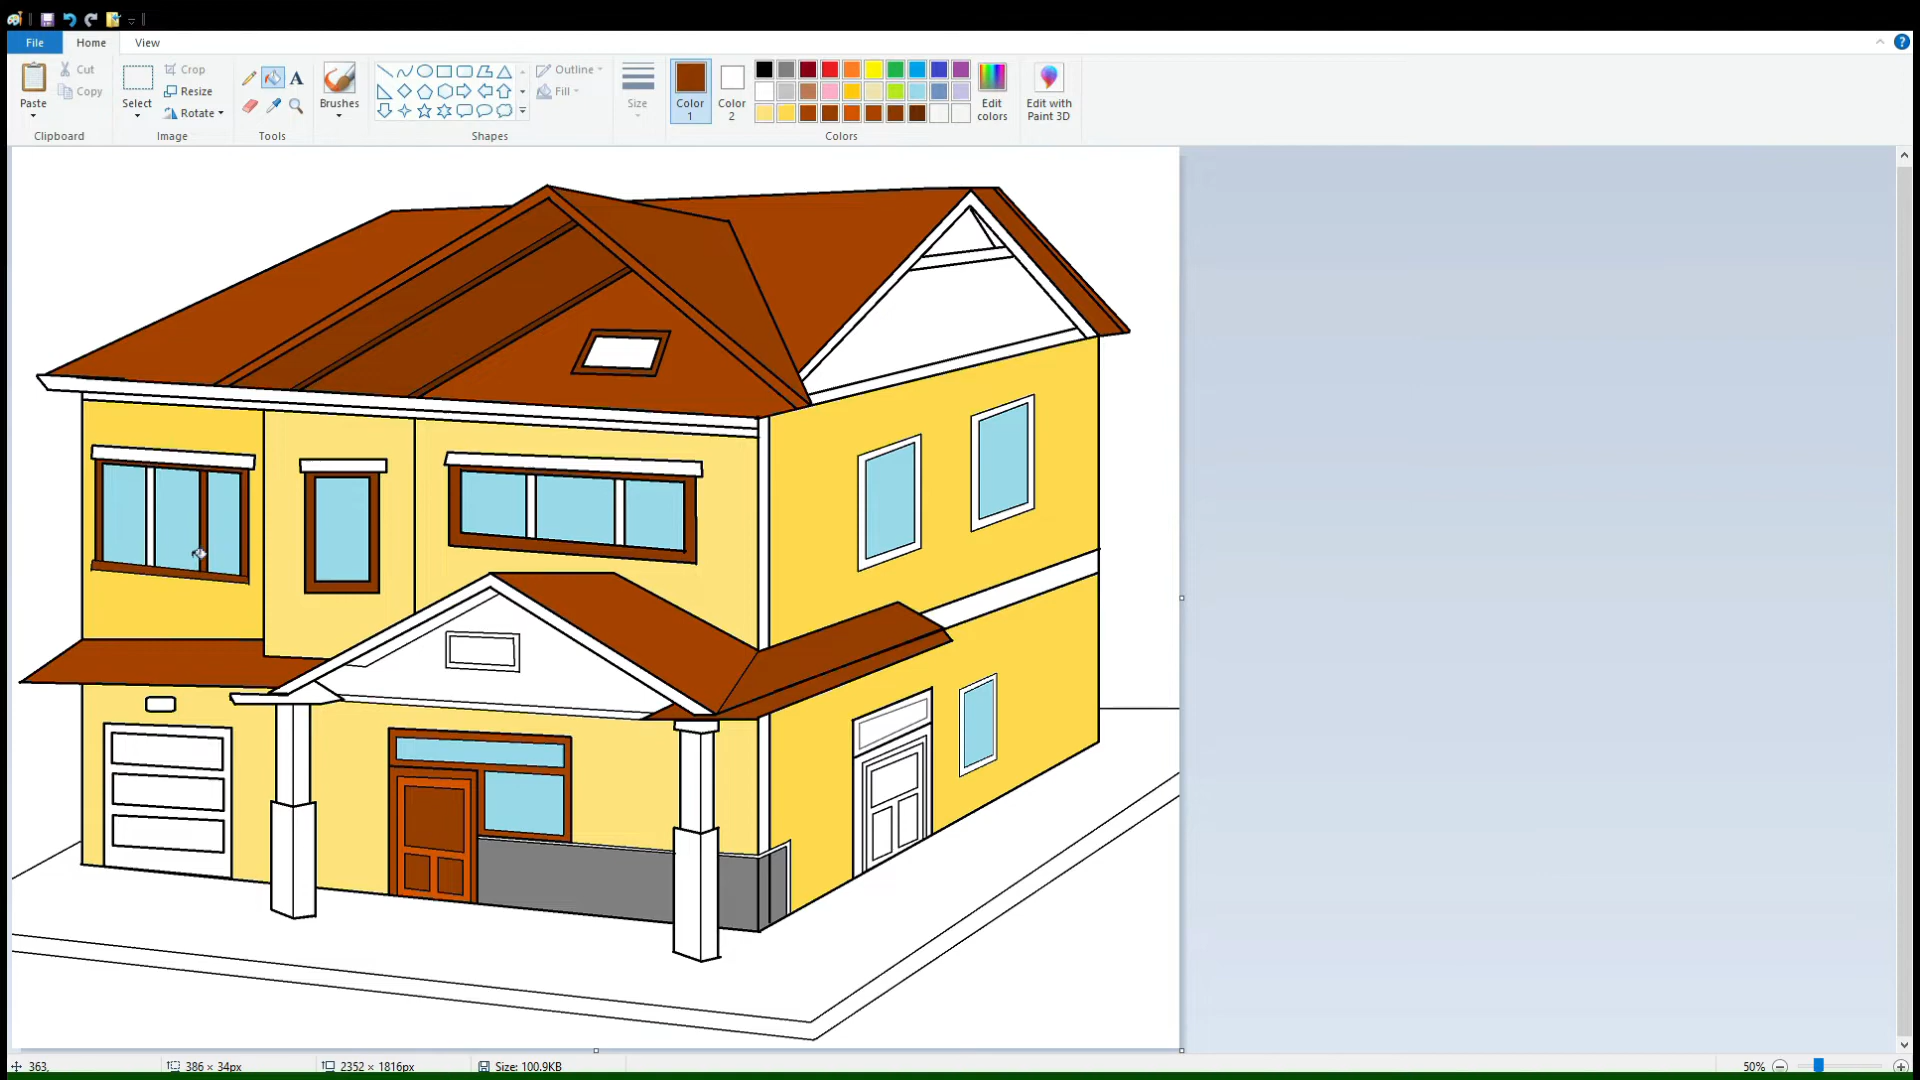 File Home View
Paste
Cut
Copy
Clipboard
Select
Crop
Resize
Rotate
Image
A
Tools
Brushes
Shapes
Outline
Fill
Size
Color
1
Color
2
Colors
Edit
colors
Edit with
Paint 3D
?
363, 386 × 34px 2352 × 1816px Size: 100.9KB 50%